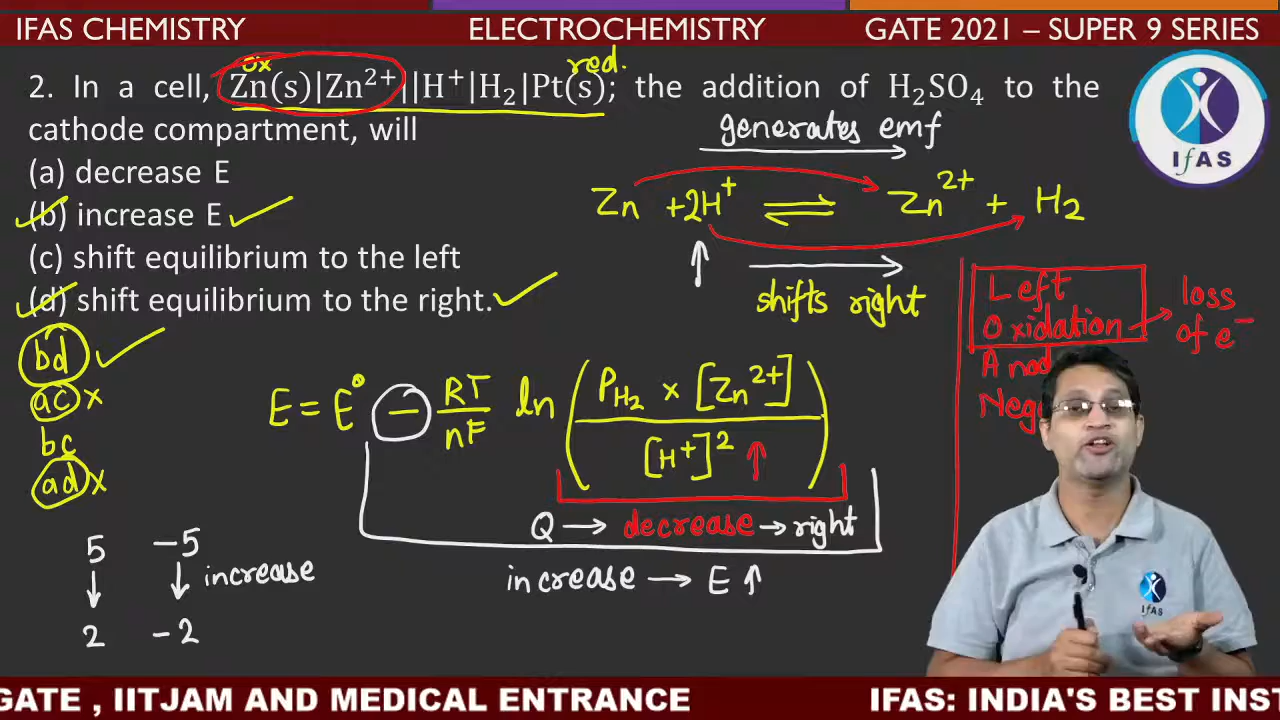 IFAS CHEMISTRY
ELECTROCHEMISTRY
GATE 2021 – SUPER 9 SERIES
ox
red.
2. In a cell, Zn(s)|Zn²⁺||H⁺|H₂|Pt(s); the addition of H₂SO₄ to the
cathode compartment, will
(a) decrease E
(b) increase E
(c) shift equilibrium to the left
(d) shift equilibrium to the right.
generates emf
Zn + 2H⁺ ⇌ Zn²⁺ + H₂
↑
shifts right
IfAS
bd
ac x
bc
ad x
E = E° − RT/nF ln (P_H₂ × [Zn²⁺] / [H⁺]² ↑)
Q → decrease → right
increase → E ↑
5 −5
↓ ↓ increase
2 −2
Left
Oxidation → loss of e⁻
IfAS
GATE , IITJAM AND MEDICAL ENTRANCE
IFAS: INDIA'S BEST